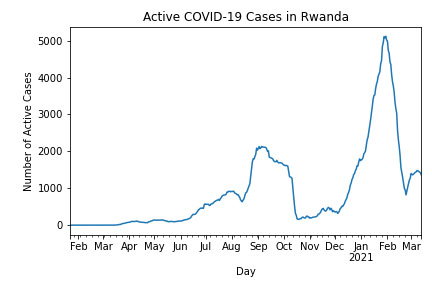 Active COVID-19 Cases in Rwanda
Number of Active Cases
5000
4000
3000
2000
1000
0
Feb Mar Apr May Jun Jul Aug Sep Oct Nov Dec Jan Feb Mar
2021
Day